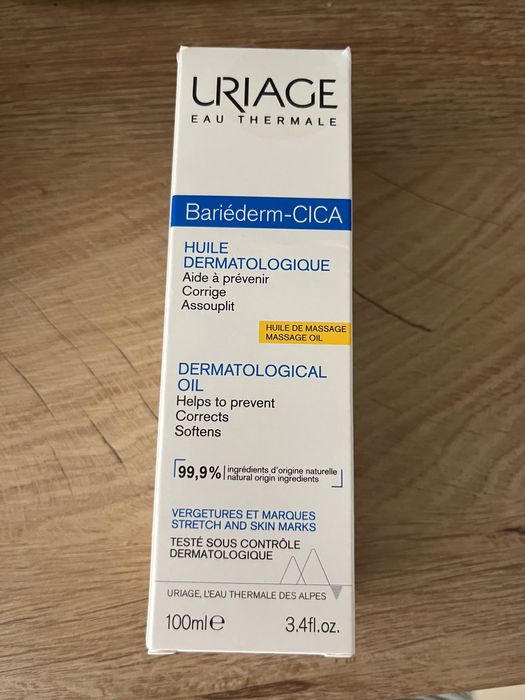 URIAGE
EAU THERMALE
Bariéderm-CICA
HUILE
DERMATOLOGIQUE
Aide à prévenir
Corrige
Assouplit
HUILE DE MASSAGE
MASSAGE OIL
DERMATOLOGICAL
OIL
Helps to prevent
Corrects
Softens
99,9%
ingrédients d'origine naturelle
natural origin ingredients
VERGETURES ET MARQUES
STRETCH AND SKIN MARKS
TESTÉ SOUS CONTRÔLE
DERMATOLOGIQUE
URIAGE, L'EAU THERMALE DES ALPES
100ml℮ 3.4fl.oz.